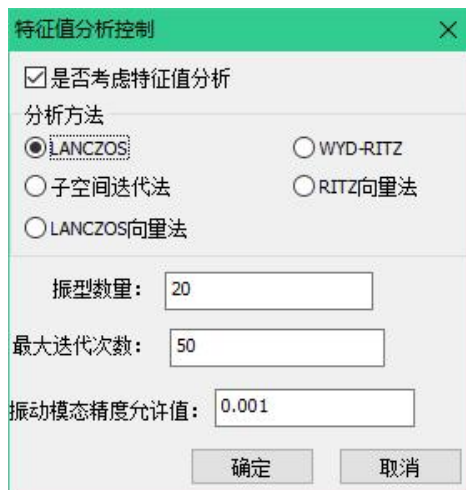 特征值分析控制
是否考虑特征值分析
分析方法
LANCZOS WYD-RITZ
子空间迭代法 RITZ向量法
LANCZOS向量法
振型数量： 20
最大迭代次数： 50
振动模态精度允许值： 0.001
确定 取消